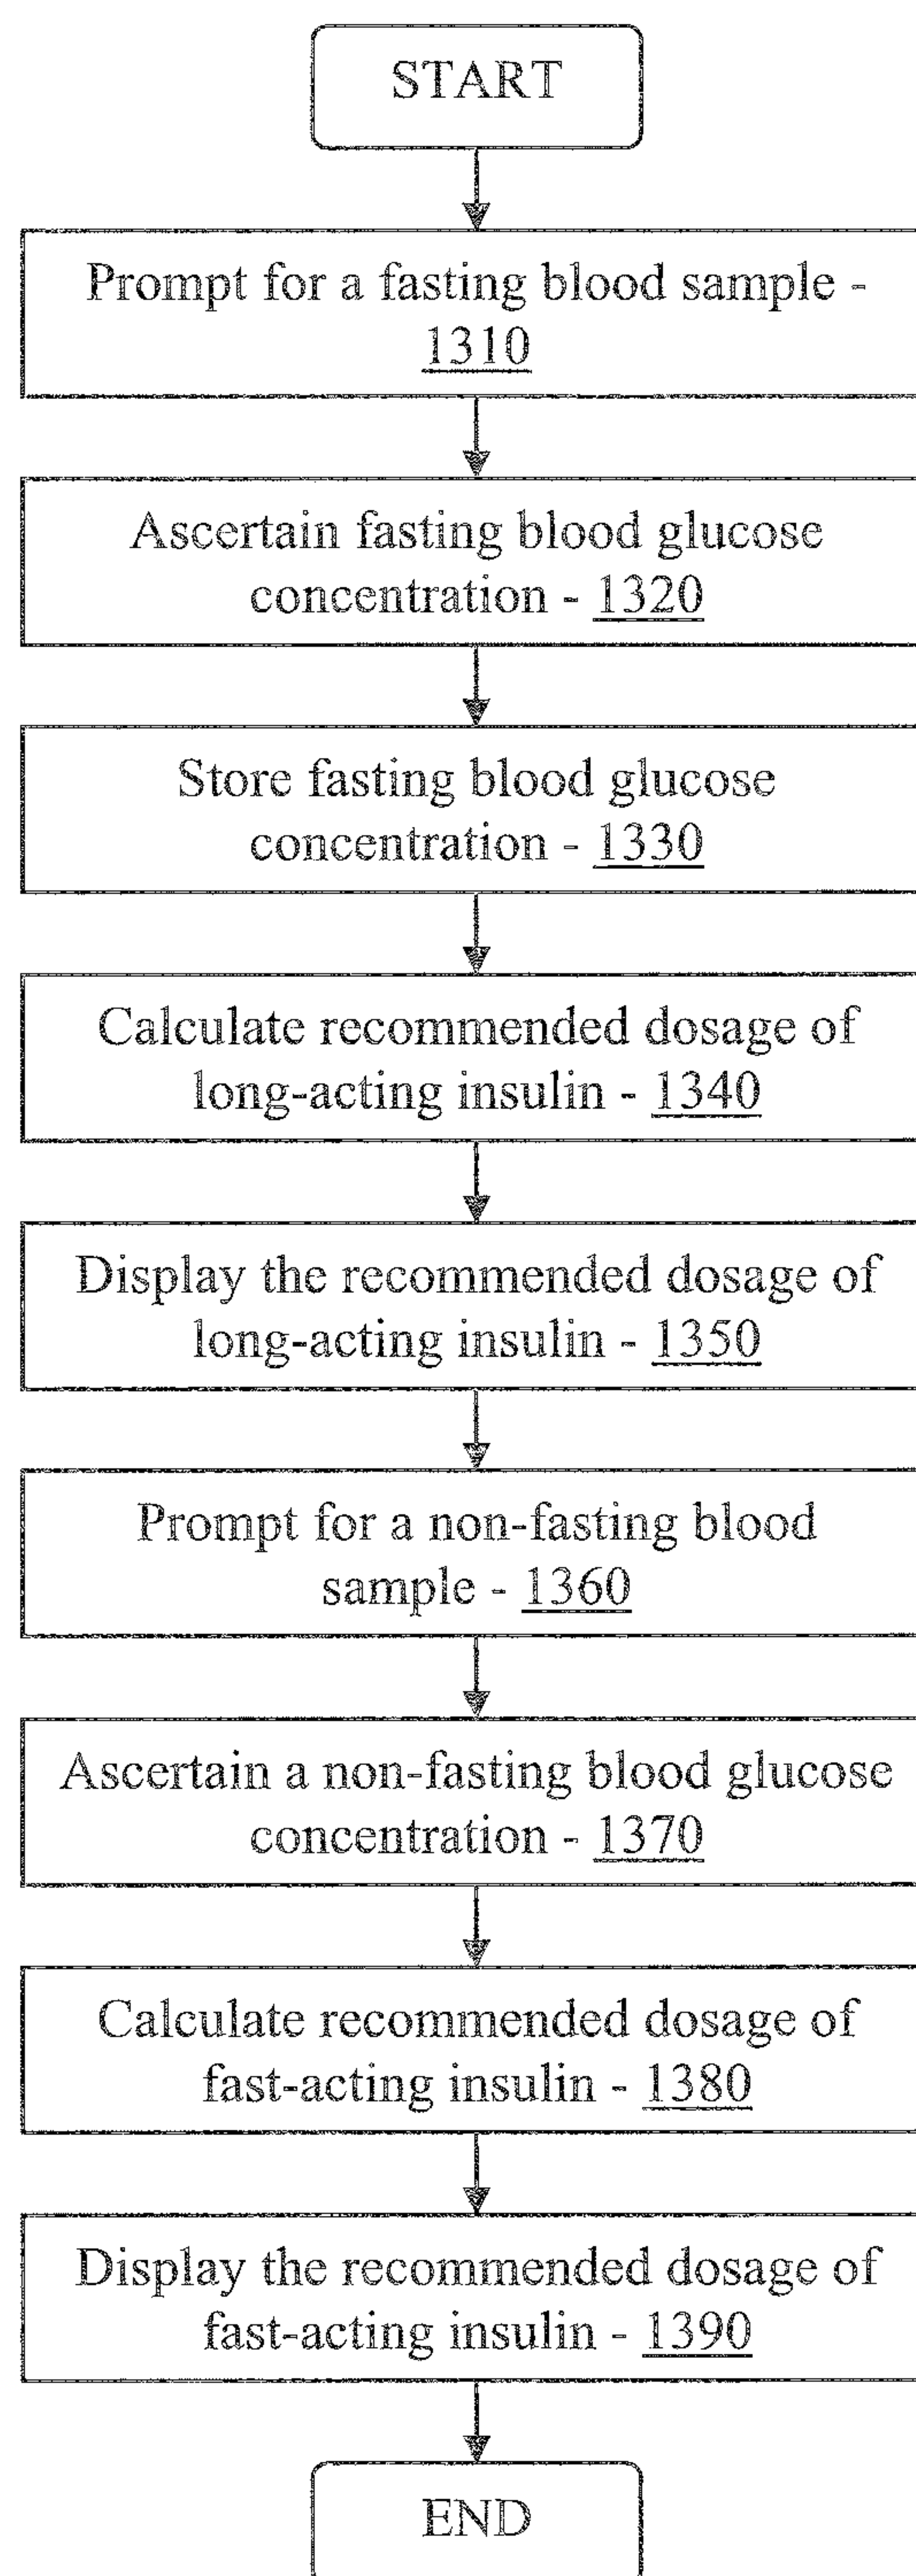 START
Prompt for a fasting blood sample -
1310
Ascertain fasting blood glucose
concentration - 1320
Store fasting blood glucose
concentration - 1330
Calculate recommended dosage of
long-acting insulin - 1340
Display the recommended dosage of
long-acting insulin - 1350
Prompt for a non-fasting blood
sample - 1360
Ascertain a non-fasting blood glucose
concentration - 1370
Calculate recommended dosage of
fast-acting insulin - 1380
Display the recommended dosage of
fast-acting insulin - 1390
END